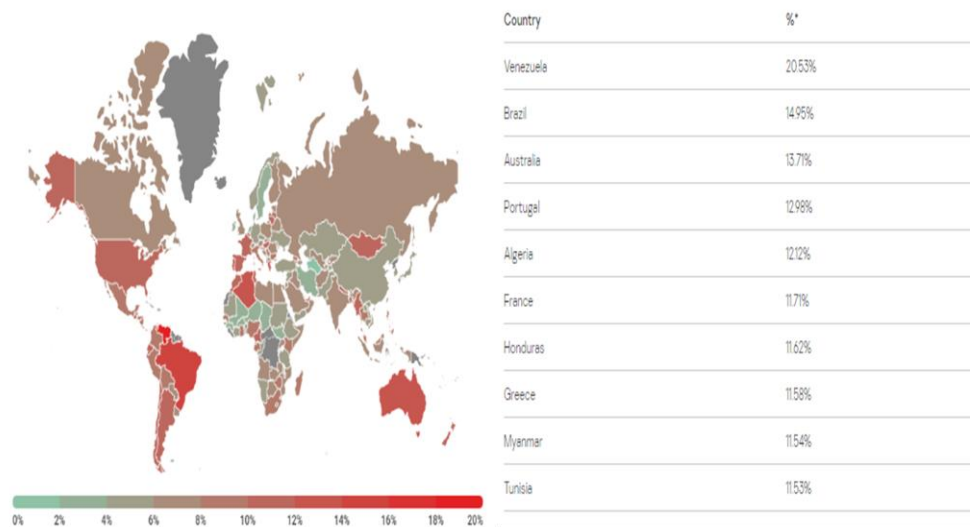 Country %*
Venezuela 20.53%
Brazil 14.95%
Australia 13.71%
Portugal 12.98%
Algeria 12.12%
France 11.71%
Honduras 11.62%
Greece 11.58%
Myanmar 11.54%
Tunisia 11.53%
0% 2% 4% 6% 8% 10% 12% 14% 16% 18% 20%